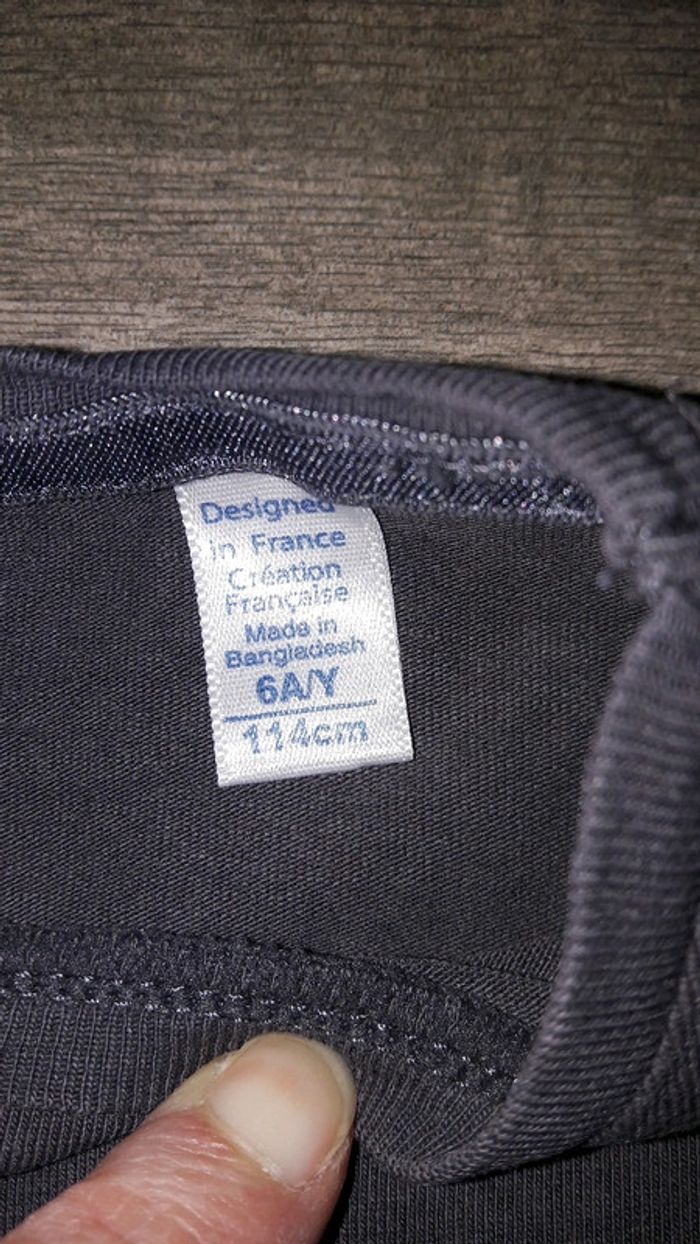 Designed
in France
Création
Française
Made in
Bangladesh
6A/Y
114cm